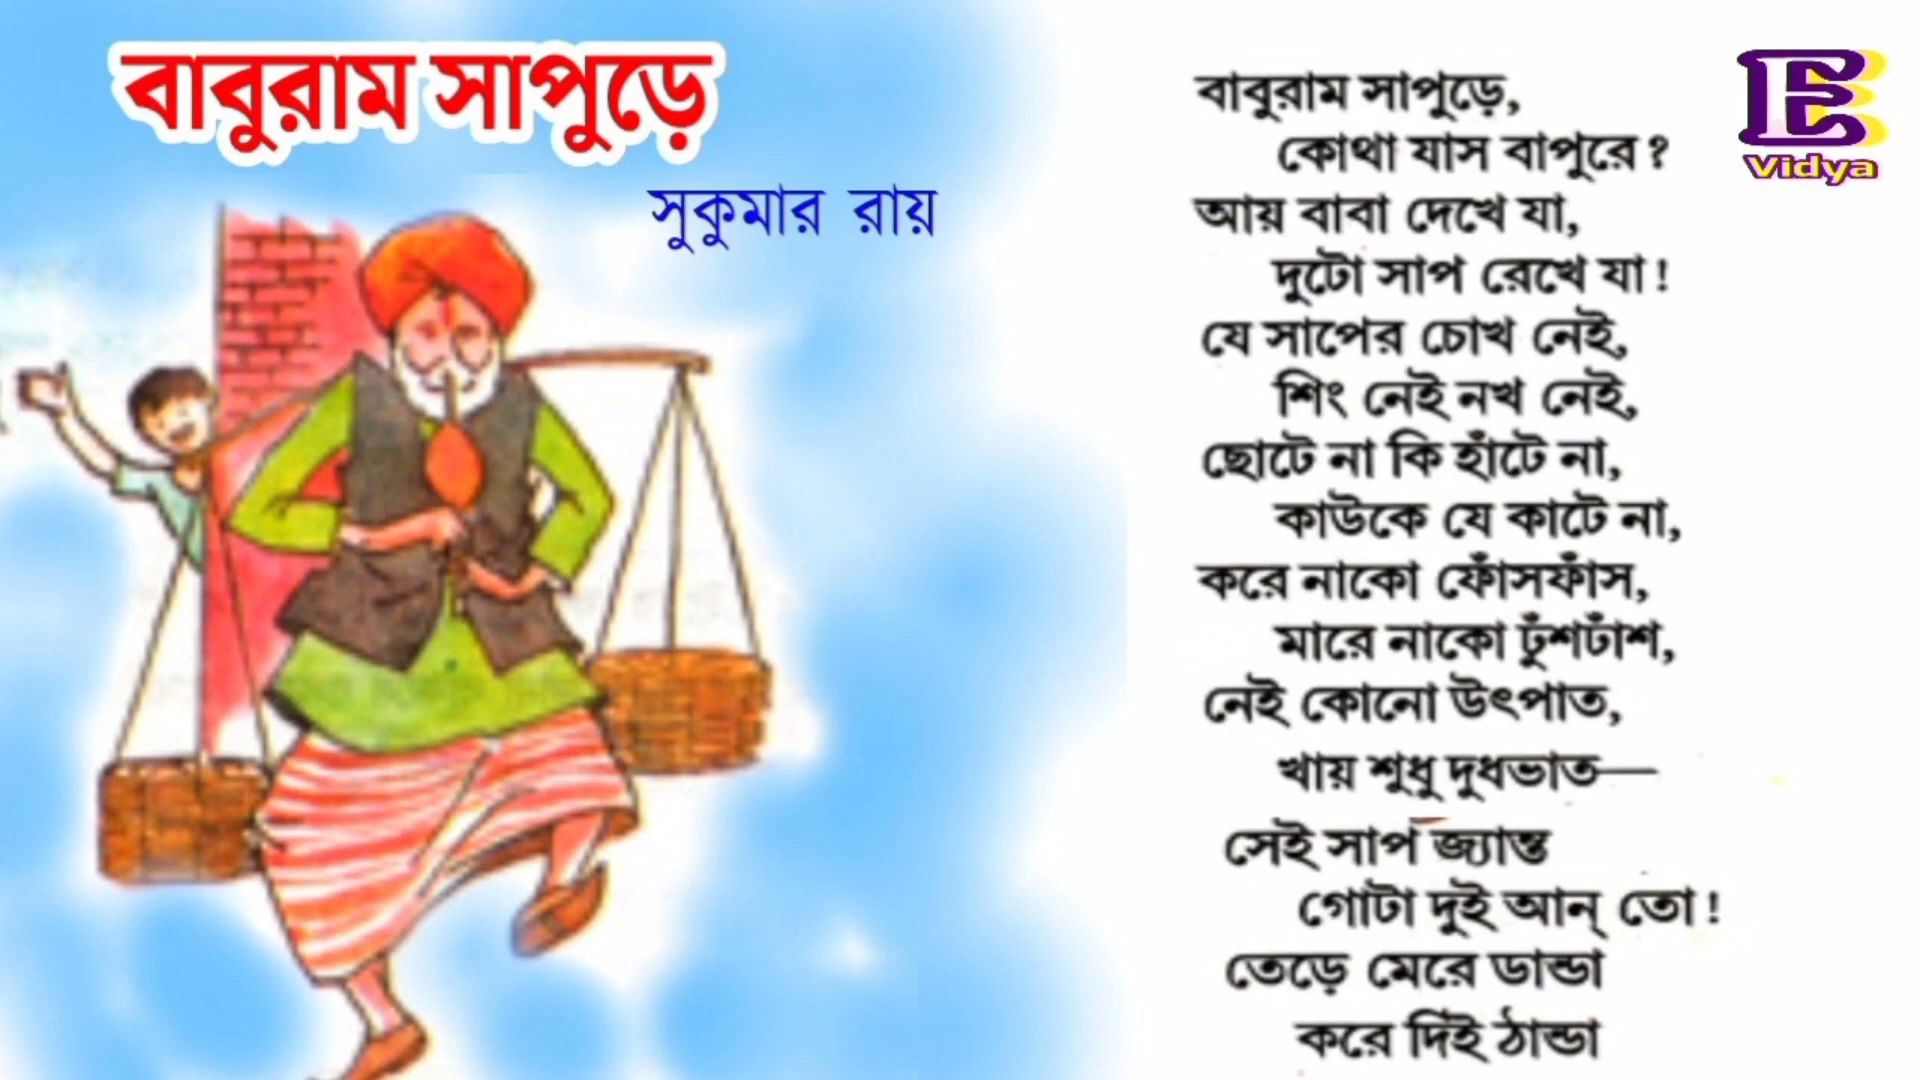 বাবুরাম সাপুড়ে
সুকুমার রায়
বাবুরাম সাপুড়ে,
কোথা যাস বাপুরে?
আয় বাবা দেখে যা,
দুটো সাপ রেখে যা!
যে সাপের চোখ নেই,
শিং নেই নখ নেই,
ছোটে না কি হাঁটে না,
কাউকে যে কাটে না,
করে নাকো ফোঁসফাঁস,
মারে নাকো ঢুঁশঢাঁশ,
নেই কোনো উৎপাত,
খায় শুধু দুধভাত—
সেই সাপ জ্যান্ত
গোটা দুই আন্ তো!
তেড়ে মেরে ডান্ডা
করে দিই ঠান্ডা
E
Vidya